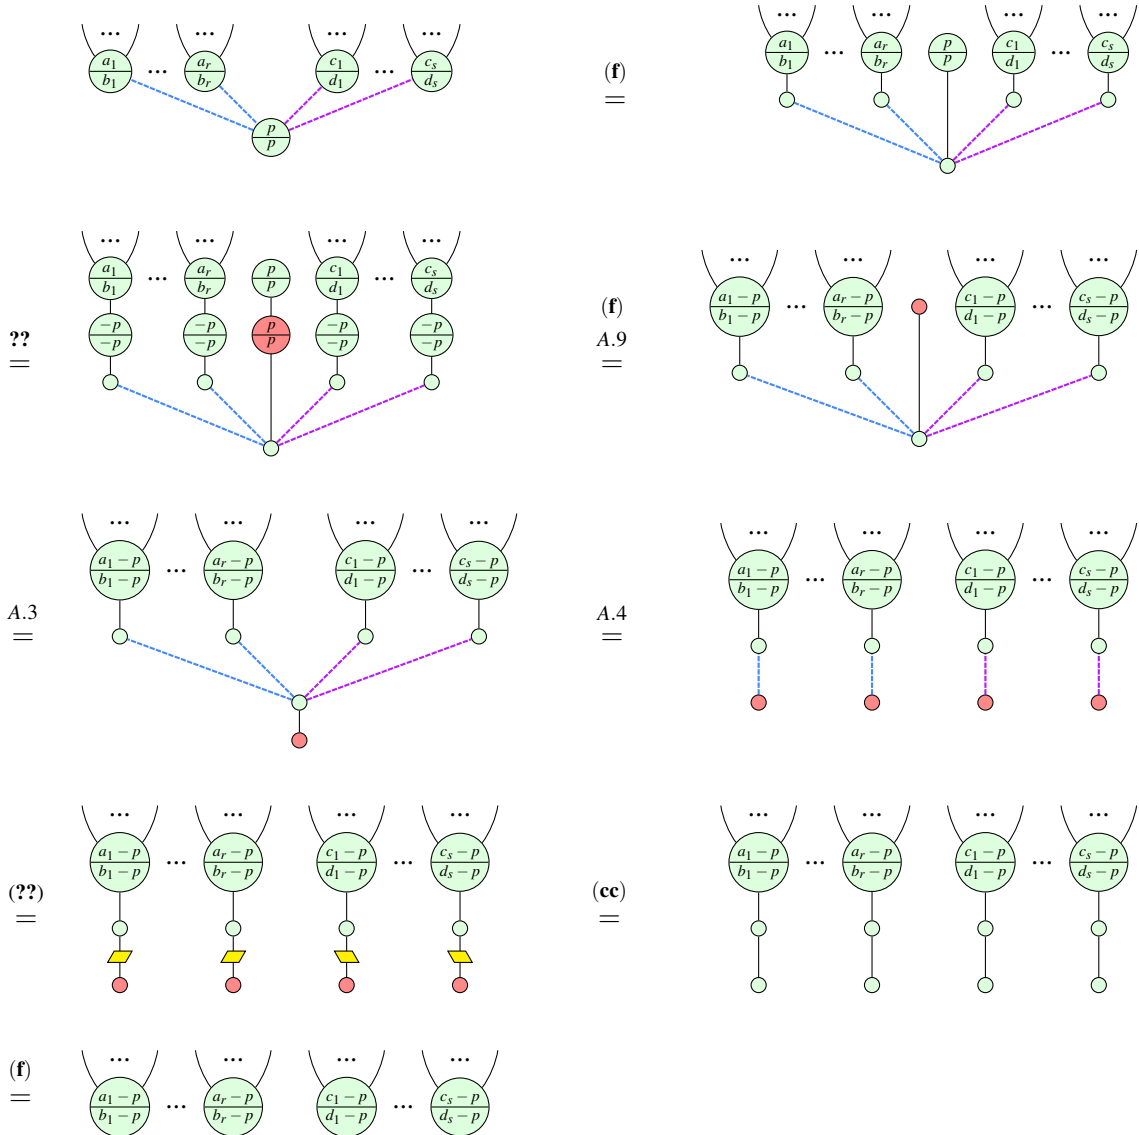 ... ... ... ...
a1/b1 ... ar/br c1/d1 ... cs/ds
p/p
(f) =
... ... ... ...
a1/b1 ... ar/br p/p c1/d1 ... cs/ds
?? =
... ... ... ...
a1/b1 ... ar/br p/p c1/d1 ... cs/ds
−p/−p −p/−p p/p −p/−p −p/−p
(f) A.9 =
... ... ... ...
a1 − p/b1 − p ... ar − p/br − p c1 − p/d1 − p ... cs − p/ds − p
A.3 =
... ... ... ...
a1 − p/b1 − p ... ar − p/br − p c1 − p/d1 − p ... cs − p/ds − p
A.4 =
... ... ... ...
a1 − p/b1 − p ... ar − p/br − p c1 − p/d1 − p ... cs − p/ds − p
(??) =
... ... ... ...
a1 − p/b1 − p ... ar − p/br − p c1 − p/d1 − p ... cs − p/ds − p
(cc) =
... ... ... ...
a1 − p/b1 − p ... ar − p/br − p c1 − p/d1 − p ... cs − p/ds − p
(f) =
... ... ... ...
a1 − p/b1 − p ... ar − p/br − p c1 − p/d1 − p ... cs − p/ds − p